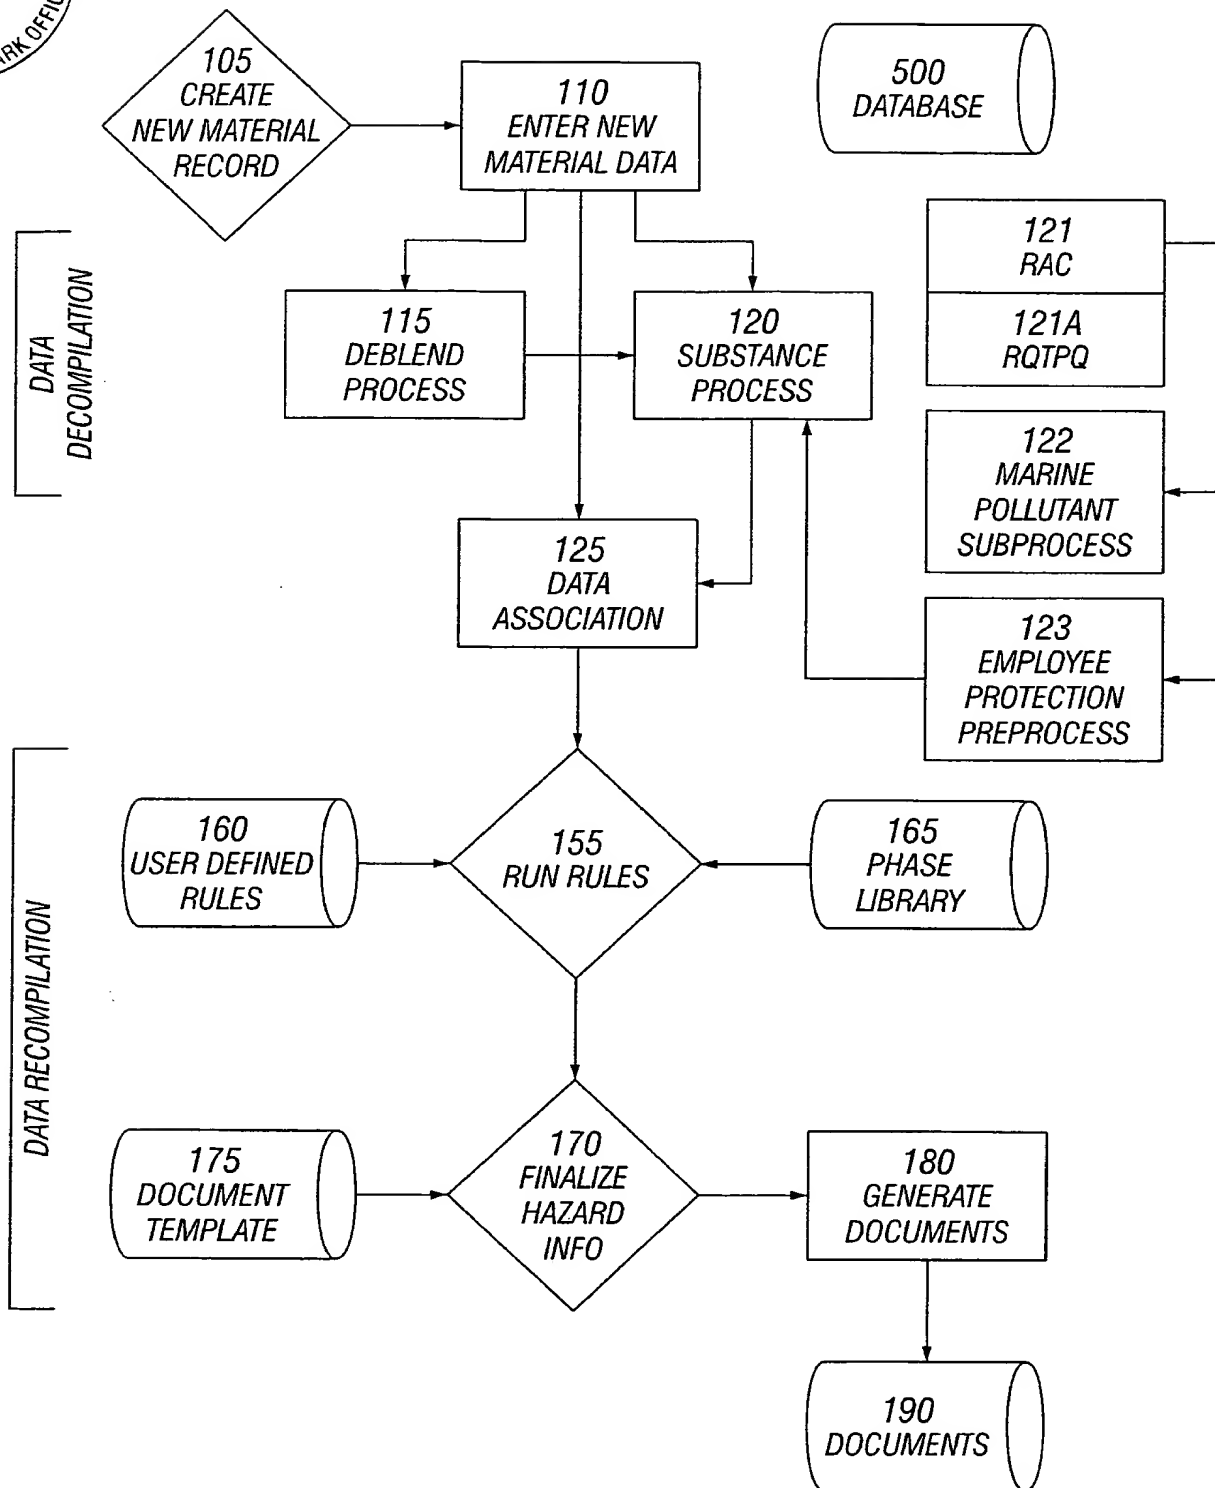 ARK OFFIC
105
CREATE
NEW MATERIAL
RECORD
110
ENTER NEW
MATERIAL DATA
500
DATABASE
DATA
DECOMPILATION
115
DEBLEND
PROCESS
120
SUBSTANCE
PROCESS
121
RAC
121A
RQTPQ
122
MARINE
POLLUTANT
SUBPROCESS
125
DATA
ASSOCIATION
123
EMPLOYEE
PROTECTION
PREPROCESS
DATA RECOMPILATION
160
USER DEFINED
RULES
155
RUN RULES
165
PHASE
LIBRARY
175
DOCUMENT
TEMPLATE
170
FINALIZE
HAZARD
INFO
180
GENERATE
DOCUMENTS
190
DOCUMENTS